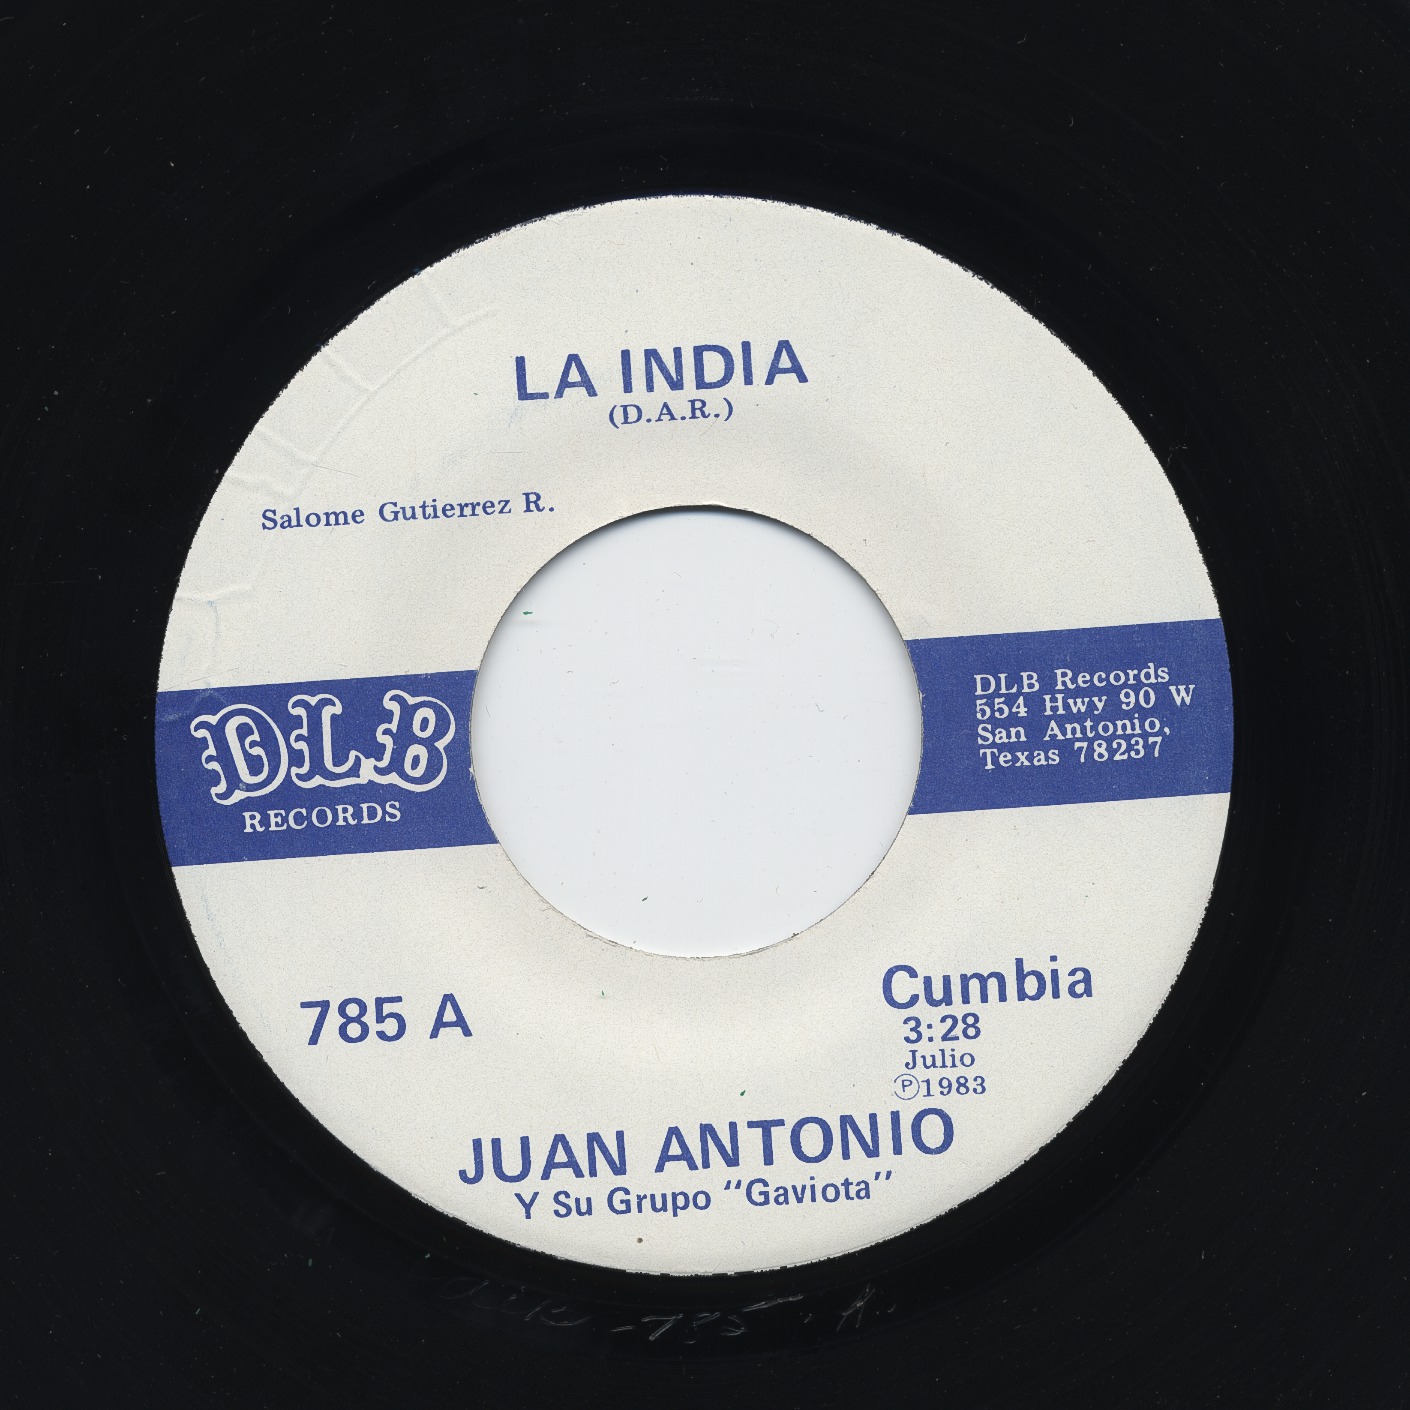 LA INDIA
(D.A.R.)
Salome Gutierrez R.
DLB
RECORDS
DLB Records
554 Hwy 90 W
San Antonio,
Texas 78237
785 A
Cumbia
3:28
Julio
℗1983
JUAN ANTONIO
Y Su Grupo “Gaviota”
-785 . A.